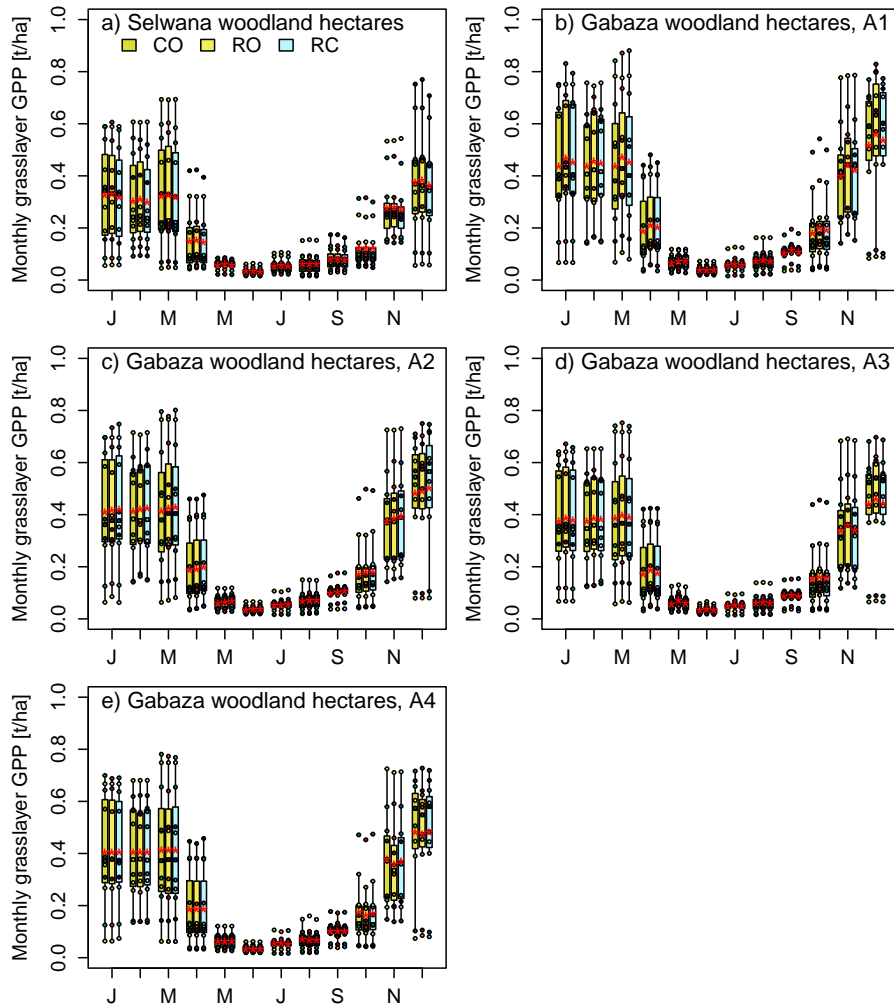 a) Selwana woodland hectares
CO RO RC
Monthly grasslayer GPP [t/ha]
0.0 0.2 0.4 0.6 0.8 1.0
J M M J S N
b) Gabaza woodland hectares, A1
Monthly grasslayer GPP [t/ha]
0.0 0.2 0.4 0.6 0.8 1.0
J M M J S N
c) Gabaza woodland hectares, A2
Monthly grasslayer GPP [t/ha]
0.0 0.2 0.4 0.6 0.8 1.0
J M M J S N
d) Gabaza woodland hectares, A3
Monthly grasslayer GPP [t/ha]
0.0 0.2 0.4 0.6 0.8 1.0
J M M J S N
e) Gabaza woodland hectares, A4
Monthly grasslayer GPP [t/ha]
0.0 0.2 0.4 0.6 0.8 1.0
J M M J S N